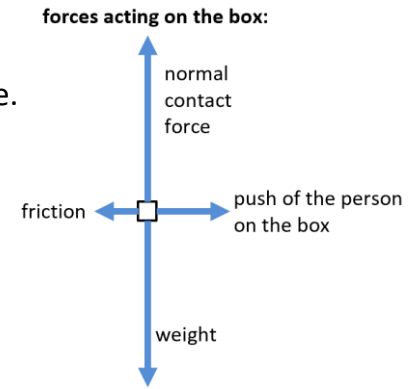 forces acting on the box:
normal
contact
force
e.
friction
push of the person
on the box
weight